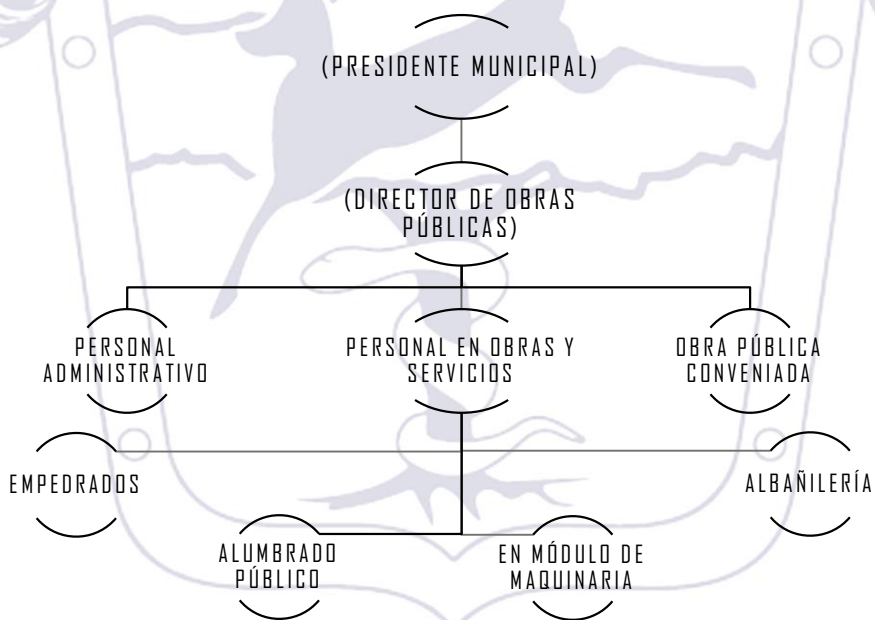 (PRESIDENTE MUNICIPAL)
(DIRECTOR DE OBRAS
PÚBLICAS)
PERSONAL
ADMINISTRATIVO
PERSONAL EN OBRAS Y
SERVICIOS
OBRA PÚBLICA
CONVENIADA
EMPEDRADOS
ALBAÑILERÍA
ALUMBRADO
PÚBLICO
EN MÓDULO DE
MAQUINARIA